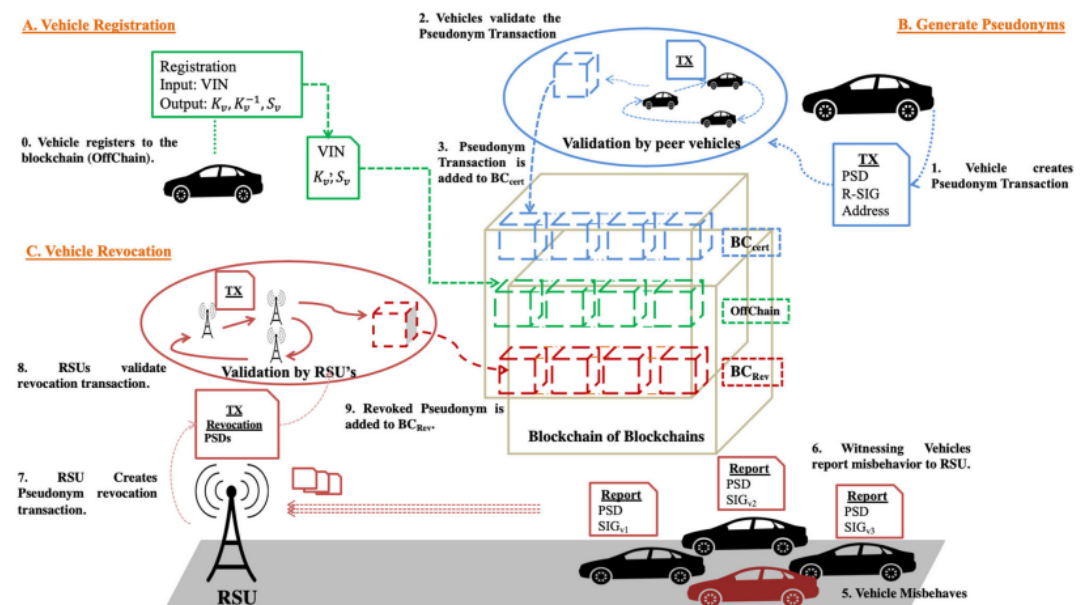 A. Vehicle Registration
2. Vehicles validate the
Pseudonym Transaction
B. Generate Pseudonyms
Registration
Input: VIN
Output: K_v, K_v^{-1}, S_v
TX
0. Vehicle registers to the
blockchain (OffChain).
VIN
K_v, S_v
3. Pseudonym
Transaction is
added to BC_cert
Validation by peer vehicles
TX
PSD
R-SIG
Address
1. Vehicle creates
Pseudonym Transaction
BC_cert
OffChain
BC_Rev
Blockchain of Blockchains
C. Vehicle Revocation
TX
Validation by RSU's
8. RSUs validate
revocation transaction.
TX
Revocation
PSDs
9. Revoked Pseudonym is
added to BC_Rev.
7. RSU Creates
Pseudonym revocation
transaction.
6. Witnessing Vehicles
report misbehavior to RSU.
Report
PSD
SIG_v1
Report
PSD
SIG_v2
Report
PSD
SIG_v3
RSU
5. Vehicle Misbehaves